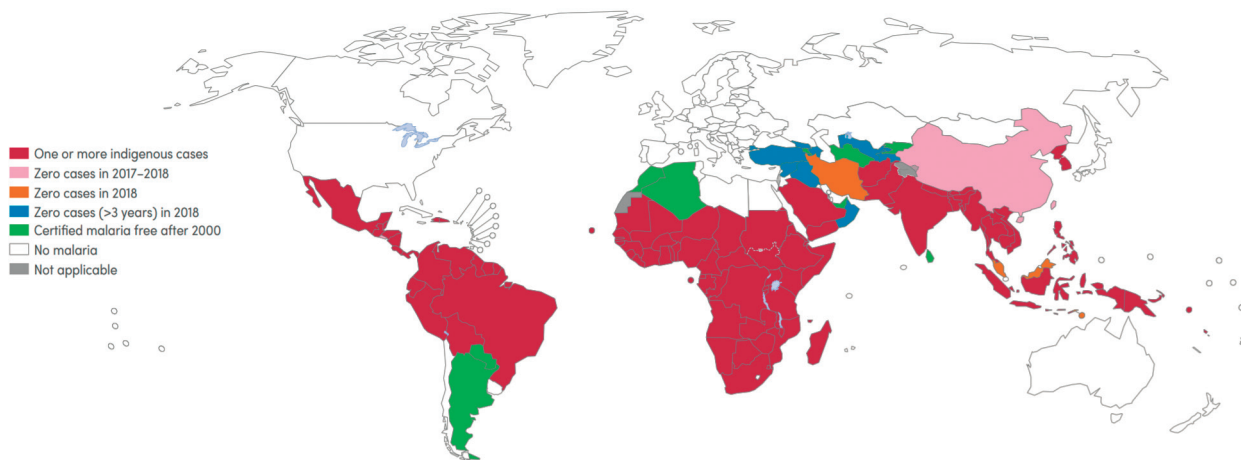 One or more indigenous cases
Zero cases in 2017–2018
Zero cases in 2018
Zero cases (>3 years) in 2018
Certified malaria free after 2000
No malaria
Not applicable